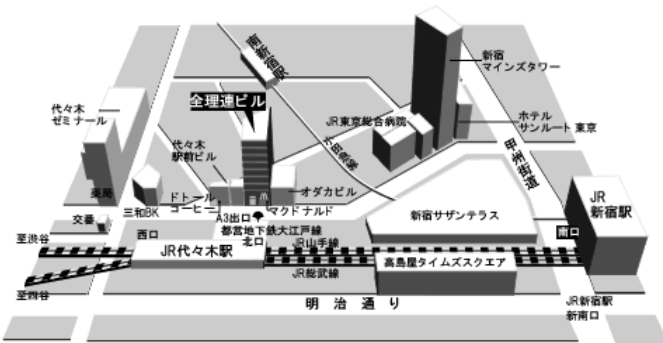 南新宿駅
新宿
マインズタワー
代々木
ゼミナール
全理連ビル
代々木
駅前ビル
JR東京総合病院
小田急線
ホテル
サンルート東京
甲州街道
薬局
ドトール
コーヒー
オダカビル
マクドナルド
三和BK
交番
A3出口
都営地下鉄大江戸線
新宿サザンテラス
JR
新宿駅
南口
西口
北口
JR山手線
至渋谷
JR代々木駅
高島屋タイムズスクエア
JR総武線
至四谷
明治通り
JR新宿駅
新南口